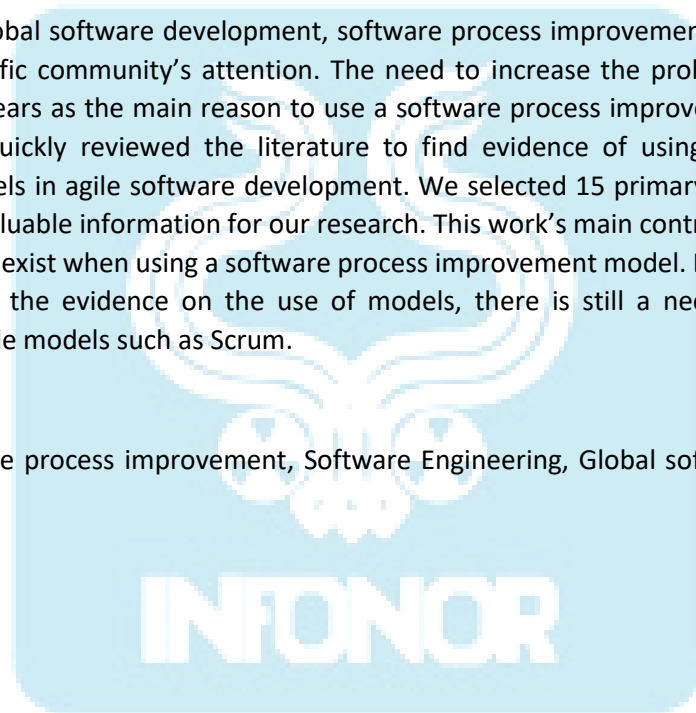 obal software development, software process improvemen
fic community's attention. The need to increase the pro
ears as the main reason to use a software process improv
uickly reviewed the literature to find evidence of using
els in agile software development. We selected 15 primary
luable information for our research. This work's main contr
exist when using a software process improvement model.
the evidence on the use of models, there is still a ne
le models such as Scrum.
e process improvement, Software Engineering, Global sof
INFONOR